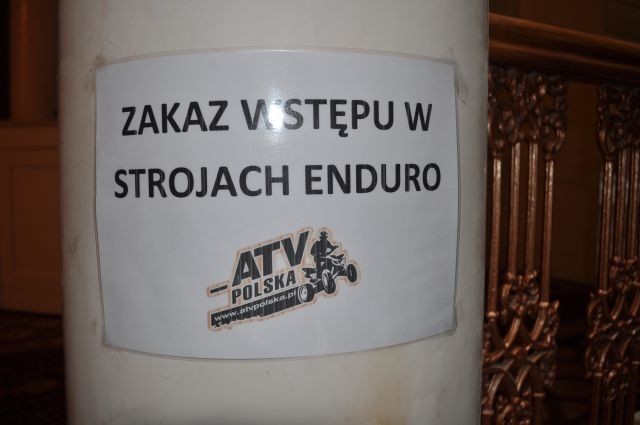 ZAKAZ WSTĘPU W
STROJACH ENDURO
ATV
POLSKA
www.atvpolska.pl